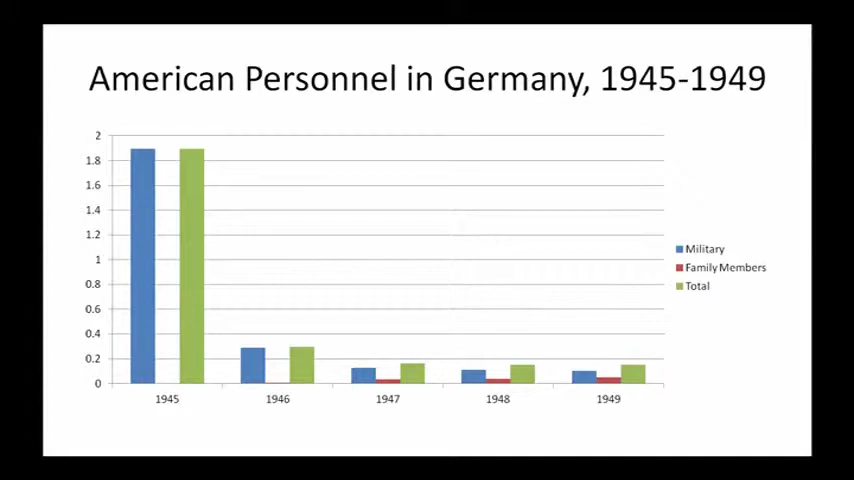 American Personnel in Germany, 1945-1949
2
1.8
1.6
1.4
1.2
1
0.8
0.6
0.4
0.2
0
1945 1946 1947 1948 1949
Military
Family Members
Total